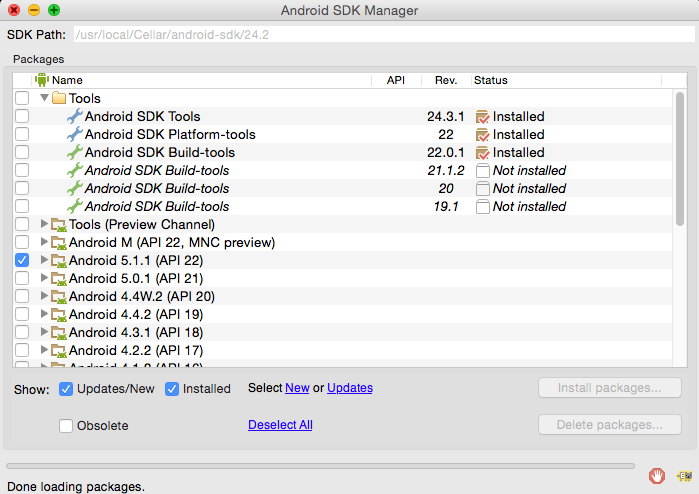 Android SDK Manager
SDK Path: /usr/local/Cellar/android-sdk/24.2
Packages
Name API Rev. Status
Tools
Android SDK Tools 24.3.1 Installed
Android SDK Platform-tools 22 Installed
Android SDK Build-tools 22.0.1 Installed
Android SDK Build-tools 21.1.2 Not installed
Android SDK Build-tools 20 Not installed
Android SDK Build-tools 19.1 Not installed
Tools (Preview Channel)
Android M (API 22, MNC preview)
Android 5.1.1 (API 22)
Android 5.0.1 (API 21)
Android 4.4W.2 (API 20)
Android 4.4.2 (API 19)
Android 4.3.1 (API 18)
Android 4.2.2 (API 17)
Show: Updates/New Installed Select New or Updates Install packages...
Obsolete Deselect All Delete packages...
Done loading packages.